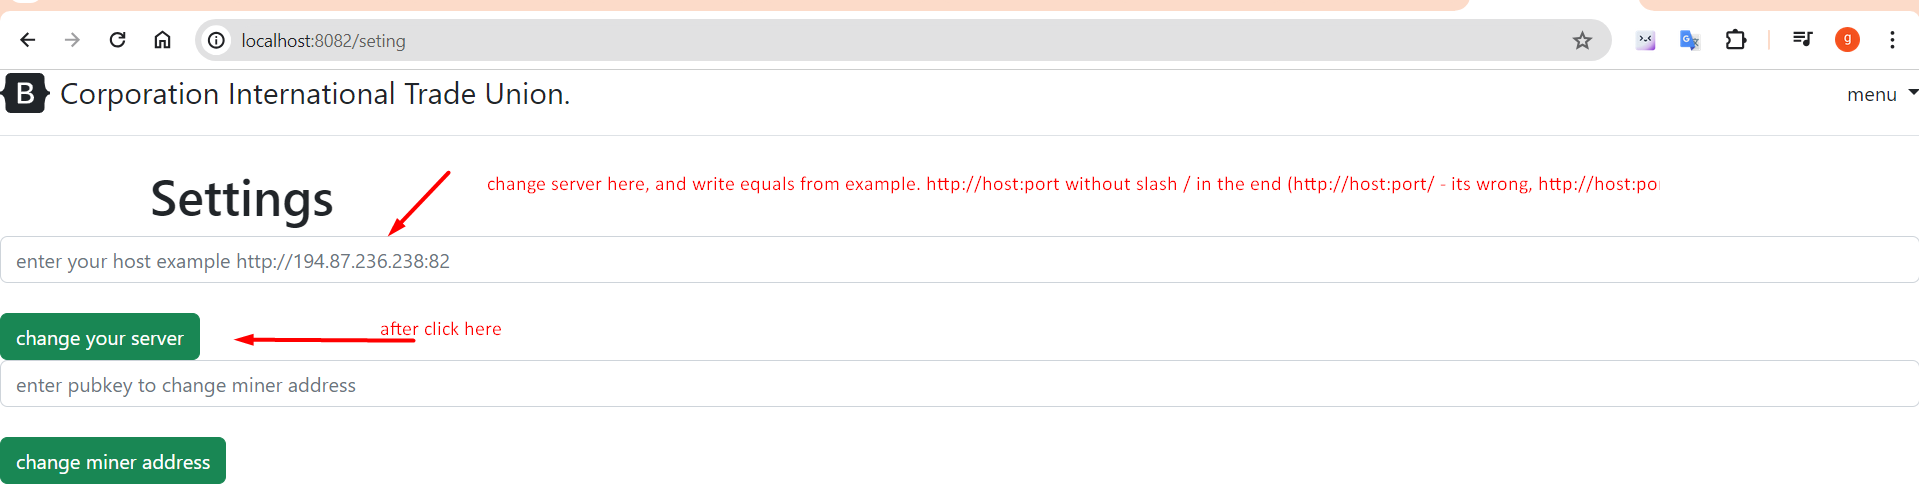 localhost:8082/seting
g
B Corporation International Trade Union.
menu
Settings
change server here, and write equals from example. http://host:port without slash / in the end (http://host:port/ - its wrong, http://host:po
enter your host example http://194.87.236.238:82
change your server
after click here
enter pubkey to change miner address
change miner address